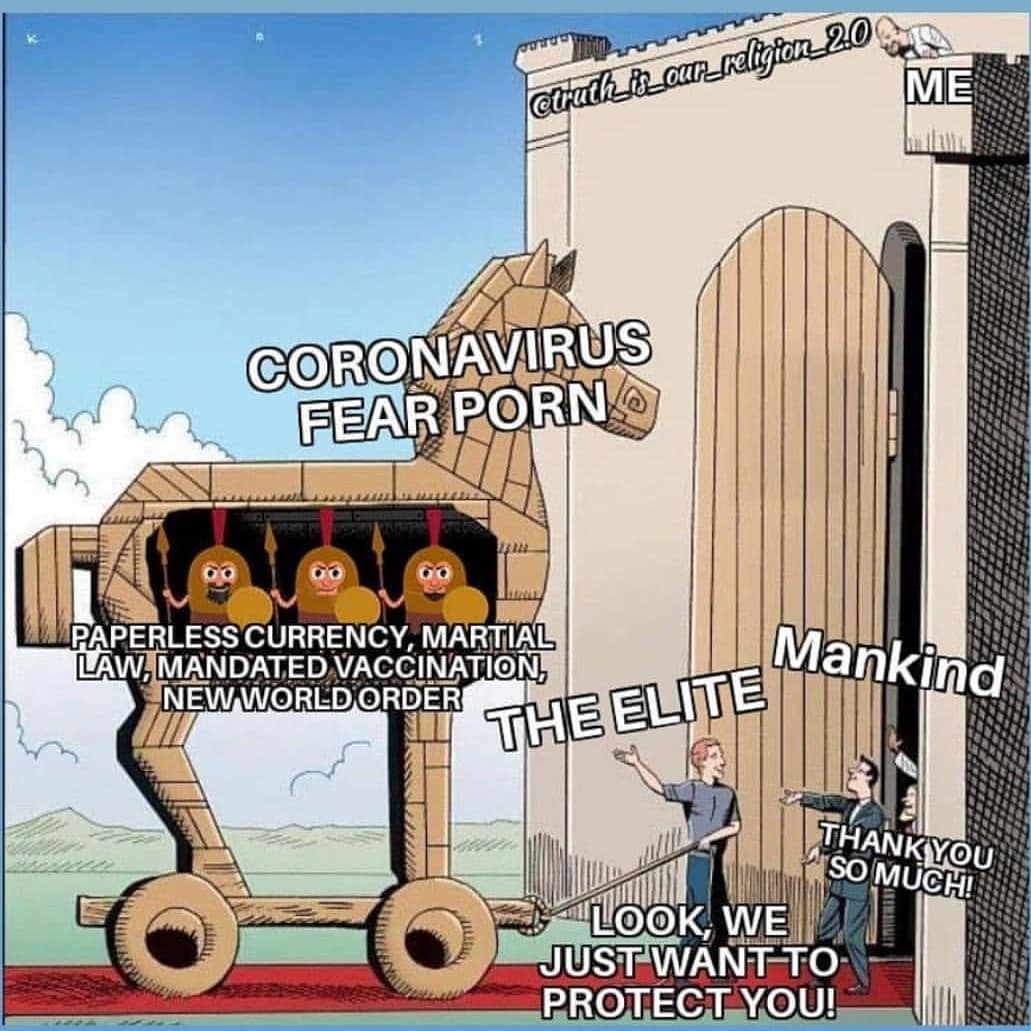 @truth_is_our_religion_2.0
ME
CORONAVIRUS
FEAR PORN
PAPERLESS CURRENCY, MARTIAL
LAW, MANDATED VACCINATION,
NEW WORLD ORDER
THE ELITE
Mankind
THANK YOU
SO MUCH!
LOOK, WE
JUST WANT TO
PROTECT YOU!